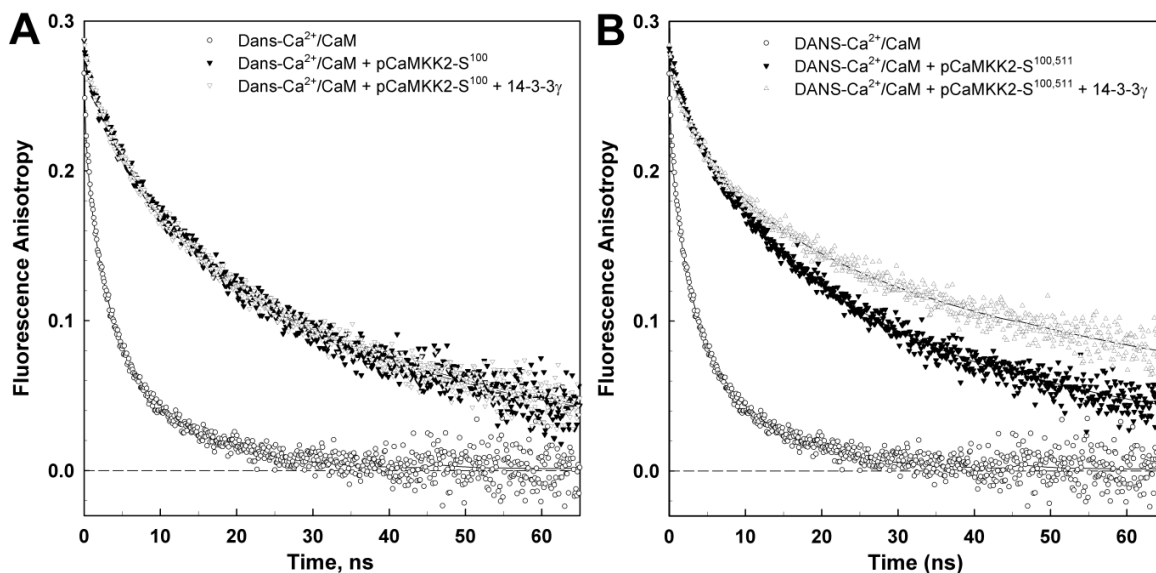 A
Dans-Ca²⁺/CaM
Dans-Ca²⁺/CaM + pCaMKK2-S¹⁰⁰
Dans-Ca²⁺/CaM + pCaMKK2-S¹⁰⁰ + 14-3-3γ
Fluorescence Anisotropy
0.3
0.2
0.1
0.0
0 10 20 30 40 50 60
Time, ns
B
DANS-Ca²⁺/CaM
DANS-Ca²⁺/CaM + pCaMKK2-S¹⁰⁰,⁵¹¹
DANS-Ca²⁺/CaM + pCaMKK2-S¹⁰⁰,⁵¹¹ + 14-3-3γ
Fluorescence Anisotropy
0.3
0.2
0.1
0.0
0 10 20 30 40 50 60
Time (ns)